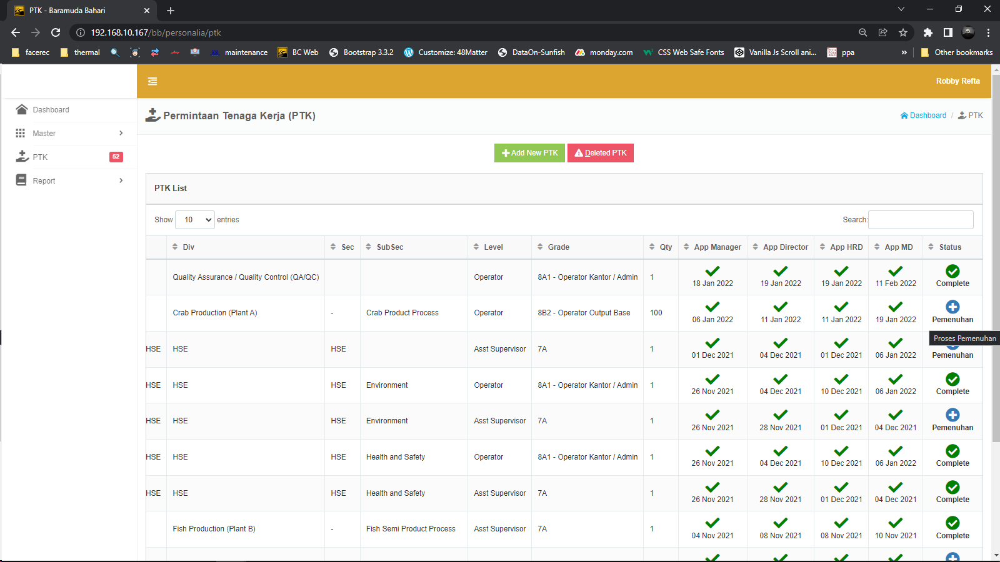 PTK - Baramuda Bahari
192.168.10.167/bb/personalia/ptk
facerec thermal maintenance BC Web Bootstrap 3.3.2 Customize: 48Matter DataOn-Sunfish monday.com CSS Web Safe Fonts Vanilla Js Scroll ani... ppa » Other bookmarks
Robby Refta
Dashboard
Master
PTK 52
Report
Permintaan Tenaga Kerja (PTK)
Dashboard / PTK
Add New PTK Deleted PTK
PTK List
Show 10 entries Search:
Div Sec SubSec Level Grade Qty App Manager App Director App HRD App MD Status
Quality Assurance / Quality Control (QA/QC) Operator 8A1 - Operator Kantor / Admin 1 18 Jan 2022 19 Jan 2022 19 Jan 2022 11 Feb 2022 Complete
Crab Production (Plant A) - Crab Product Process Operator 8B2 - Operator Output Base 100 06 Jan 2022 11 Jan 2022 11 Jan 2022 19 Jan 2022 Pemenuhan
Proses Pemenuhan
HSE HSE HSE Asst Supervisor 7A 1 01 Dec 2021 04 Dec 2021 01 Dec 2021 06 Jan 2022 Pemenuhan
HSE HSE HSE Environment Operator 8A1 - Operator Kantor / Admin 1 26 Nov 2021 04 Dec 2021 10 Dec 2021 06 Jan 2022 Complete
HSE HSE HSE Environment Asst Supervisor 7A 1 26 Nov 2021 28 Nov 2021 01 Dec 2021 04 Dec 2021 Pemenuhan
HSE HSE HSE Health and Safety Operator 8A1 - Operator Kantor / Admin 1 26 Nov 2021 04 Dec 2021 10 Dec 2021 06 Jan 2022 Complete
HSE HSE HSE Health and Safety Asst Supervisor 7A 1 26 Nov 2021 28 Nov 2021 01 Dec 2021 04 Dec 2021 Complete
Fish Production (Plant B) - Fish Semi Product Process Asst Supervisor 7A 1 04 Nov 2021 08 Nov 2021 08 Nov 2021 10 Nov 2021 Complete